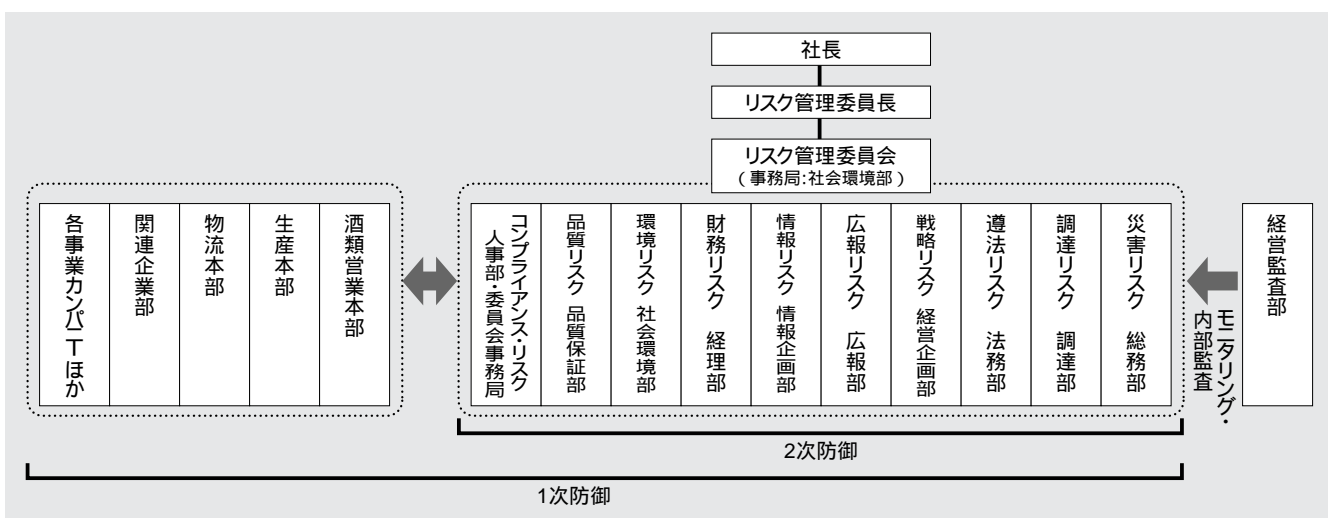 社長
リスク管理委員長
リスク管理委員会
(事務局:社会環境部)
各事業カンパニーほか
関連企業部
物流本部
生産本部
酒類営業本部
コンプライアンス・リスク
人事部・委員会事務局
品質リスク 品質保証部
環境リスク 社会環境部
財務リスク 経理部
情報リスク 情報企画部
広報リスク 広報部
戦略リスク 経営企画部
遵法リスク 法務部
調達リスク 調達部
災害リスク 総務部
モニタリング・
内部監査
経営監査部
2次防御
1次防御